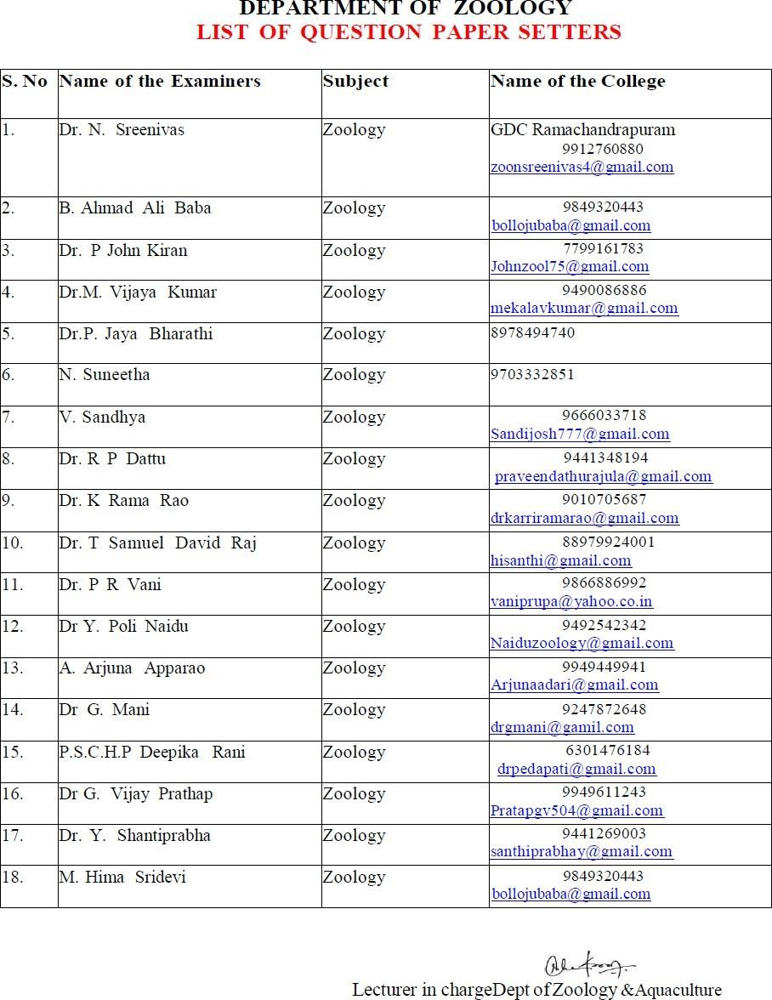 DEPARTMENT OF ZOOLOGY
LIST OF QUESTION PAPER SETTERS
S. No Name of the Examiners Subject Name of the College
1. Dr. N. Sreenivas Zoology GDC Ramachandrapuram
9912760880
zoonsreenivas4@gmail.com
2. B. Ahmad Ali Baba Zoology 9849320443
bollojubaba@gmail.com
3. Dr. P John Kiran Zoology 7799161783
Johnzool75@gmail.com
4. Dr.M. Vijaya Kumar Zoology 9490086886
mekalavkumar@gmail.com
5. Dr.P. Jaya Bharathi Zoology 8978494740
6. N. Suneetha Zoology 9703332851
7. V. Sandhya Zoology 9666033718
Sandijosh777@gmail.com
8. Dr. R P Dattu Zoology 9441348194
praveendathurajula@gmail.com
9. Dr. K Rama Rao Zoology 9010705687
drkarriramarao@gmail.com
10. Dr. T Samuel David Raj Zoology 88979924001
hisanthi@gmail.com
11. Dr. P R Vani Zoology 9866886992
vaniprupa@yahoo.co.in
12. Dr Y. Poli Naidu Zoology 9492542342
Naiduzoology@gmail.com
13. A. Arjuna Apparao Zoology 9949449941
Arjunaadari@gmail.com
14. Dr G. Mani Zoology 9247872648
drgmani@gamil.com
15. P.S.C.H.P Deepika Rani Zoology 6301476184
drpedapati@gmail.com
16. Dr G. Vijay Prathap Zoology 9949611243
Pratapgv504@gmail.com
17. Dr. Y. Shantiprabha Zoology 9441269003
santhiprabhay@gmail.com
18. M. Hima Sridevi Zoology 9849320443
bollojubaba@gmail.com
Lecturer in chargeDept of Zoology &Aquaculture